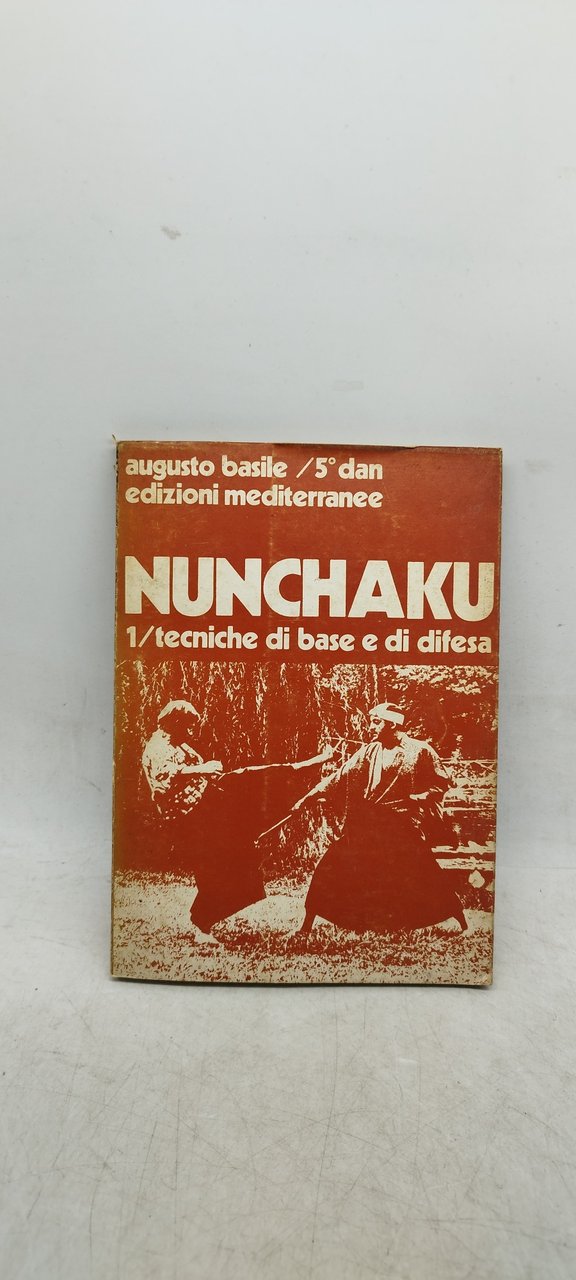 augusto basile /5° dan
edizioni mediterranee
NUNCHAKU
1/tecniche di base e di difesa